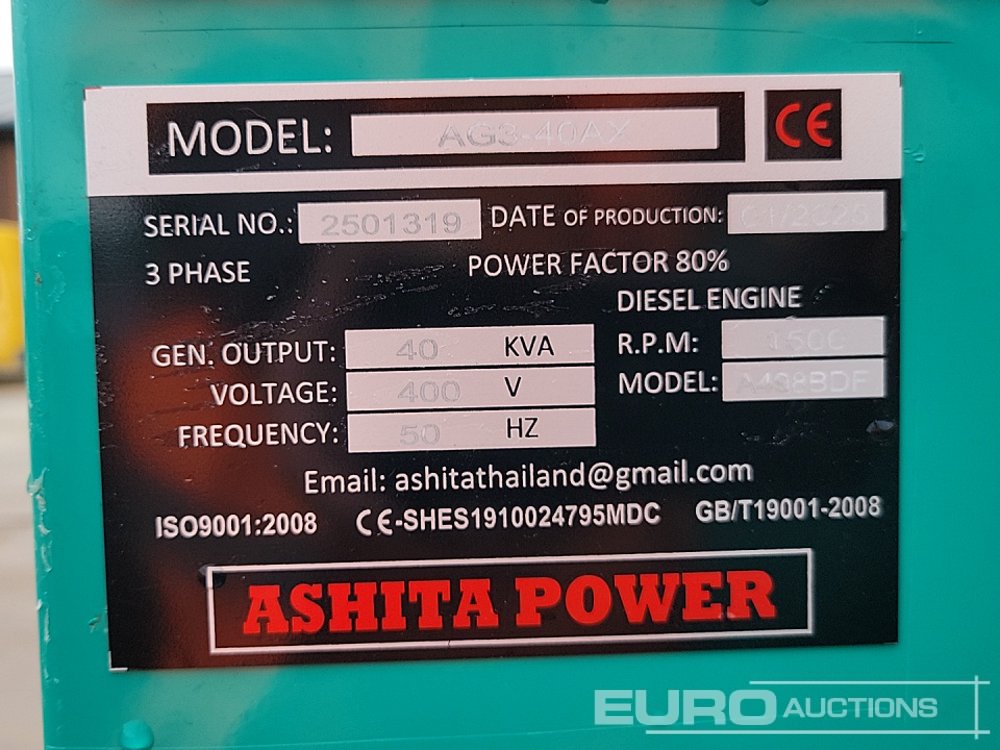 MODEL: AG3-40AX CE
SERIAL NO.: 2501319 DATE OF PRODUCTION:
3 PHASE POWER FACTOR 80%
DIESEL ENGINE
GEN. OUTPUT: 40 KVA R.P.M: 1500
VOLTAGE: 400 V MODEL: A498BDF
FREQUENCY: 50 HZ
Email: ashitathailand@gmail.com
ISO9001:2008 CE-SHES1910024795MDC GB/T19001-2008
ASHITA POWER
EURO AUCTIONS